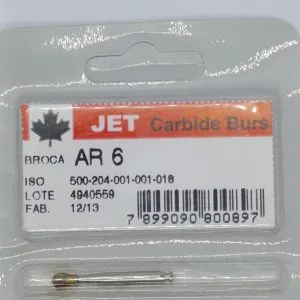 JET Carbide Burs
BROCA AR 6
ISO 500-204-001-001-018
LOTE 4940559
FAB. 12/13
7 899090 800897